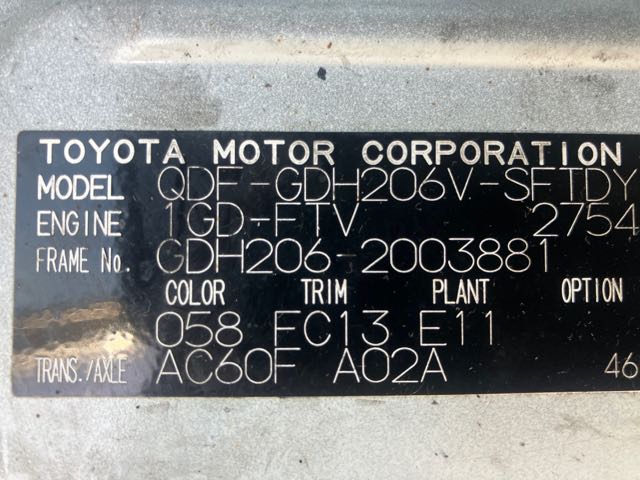 TOYOTA MOTOR CORPORATION
MODEL QDF-GDH206V-SFTDY
ENGINE 1GD-FTV 2754
FRAME No. GDH206-2003881
COLOR TRIM PLANT OPTION
058 FC13 E11
TRANS./AXLE AC60F A02A 46